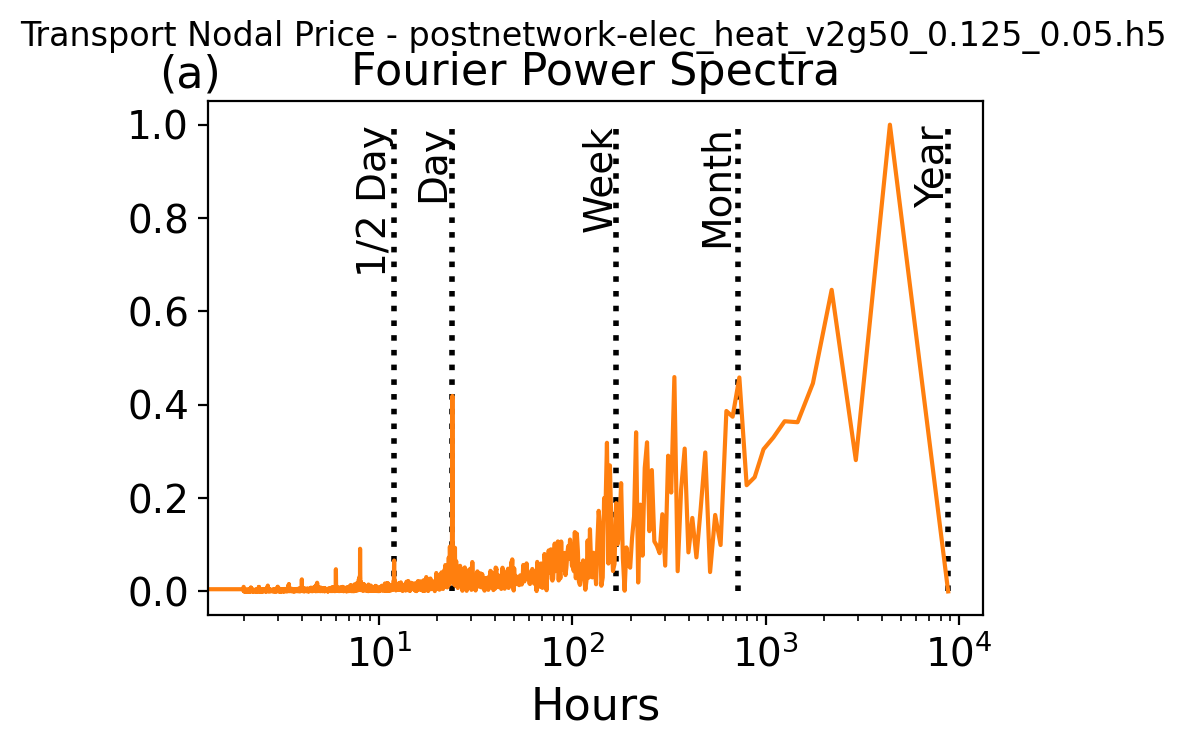 Transport Nodal Price - postnetwork-elec_heat_v2g50_0.125_0.05.h5
(a)
Fourier Power Spectra
1.0
0.8
0.6
0.4
0.2
0.0
1/2 Day
Day
Week
Month
Year
10¹
10²
10³
10⁴
Hours